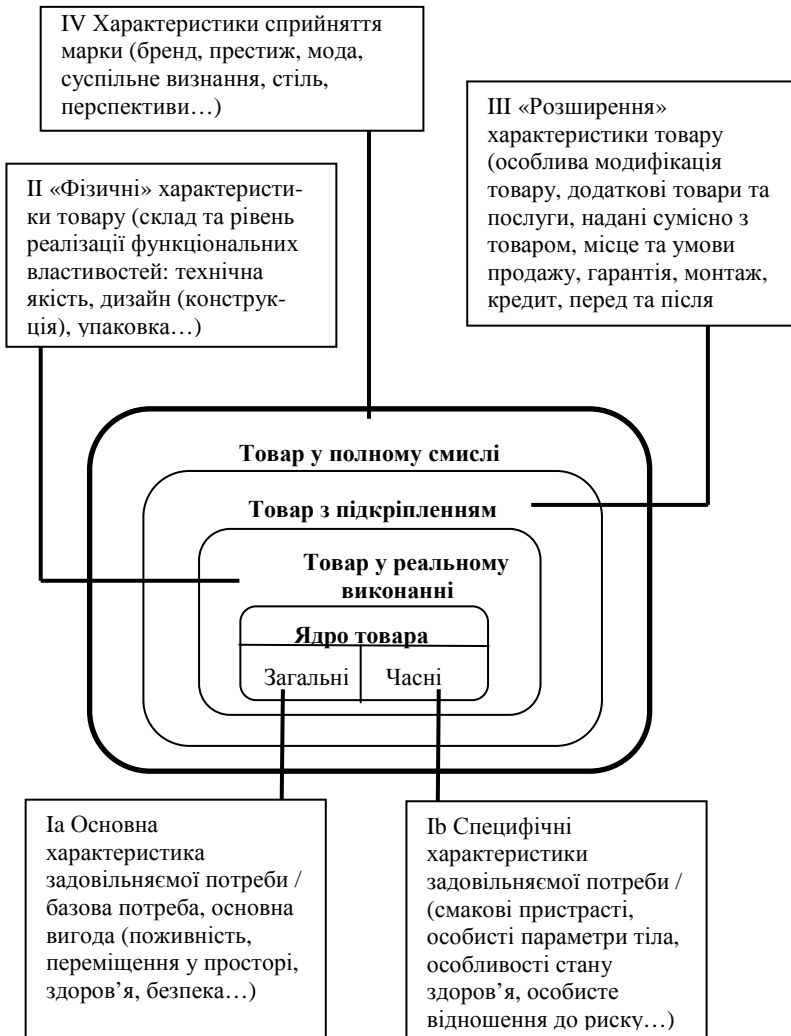 IV Характеристики сприйняття
марки (бренд, престиж, мода,
суспільне визнання, стіль,
перспективи…)
III «Розширення»
характеристики товару
(особлива модифікація
товару, додаткові товари та
послуги, надані сумісно з
товаром, місце та умови
продажу, гарантія, монтаж,
кредит, перед та після
II «Фізичні» характеристи-
ки товару (склад та рівень
реалізації функціональних
властивостей: технічна
якість, дизайн (конструк-
ція), упаковка…)
Товар у полному смислі
Товар з підкріпленням
Товар у реальному
виконанні
Ядро товара
Загальні
Часні
Ia Основна
характеристика
задовільняємої потреби /
базова потреба, основна
вигода (поживність,
переміщення у просторі,
здоров’я, безпека…)
Ib Специфічні
характеристики
задовільняємої потреби /
(смакові пристрасті,
особисті параметри тіла,
особливості стану
здоров’я, особисте
відношення до риску…)